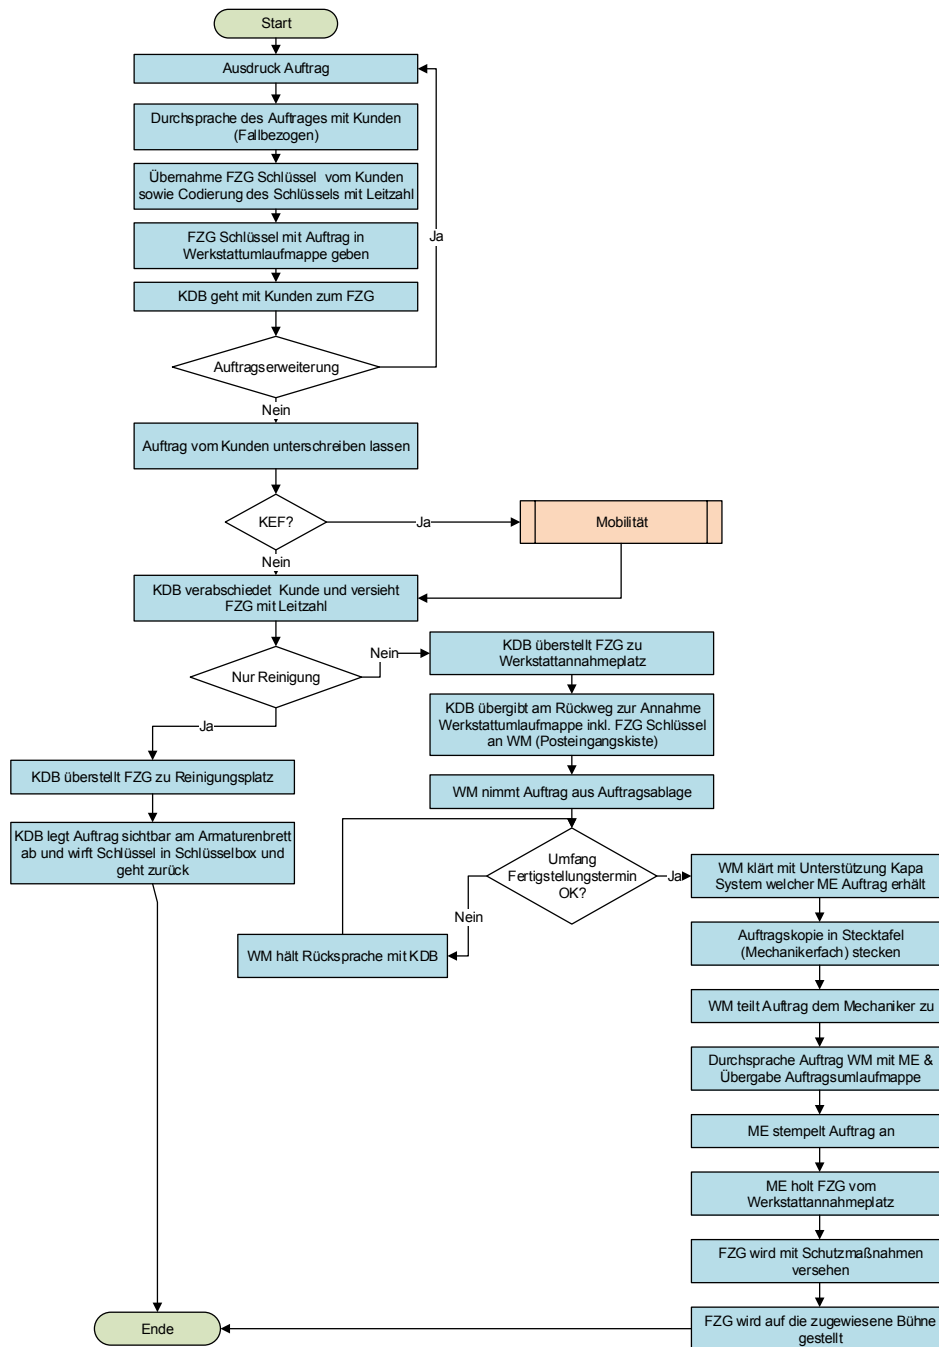 Start
Ausdruck Auftrag
Durchsprache des Auftrages mit Kunden
(Fallbezogen)
Übernahme FZG Schlüssel vom Kunden
sowie Codierung des Schlüssels mit Leitzahl
FZG Schlüssel mit Auftrag in
Werkstattumlaufmappe geben
Ja
KDB geht mit Kunden zum FZG
Auftragserweiterung
Nein
Auftrag vom Kunden unterschreiben lassen
KEF?
Ja
Mobilität
Nein
KDB verabschiedet Kunde und versieht
FZG mit Leitzahl
Nur Reinigung
Nein
KDB überstellt FZG zu
Werkstattannahmeplatz
KDB übergibt am Rückweg zur Annahme
Werkstattumlaufmappe inkl. FZG Schlüssel
an WM (Posteingangskiste)
Ja
KDB überstellt FZG zu Reinigungsplatz
WM nimmt Auftrag aus Auftragsablage
KDB legt Auftrag sichtbar am Armaturenbrett
ab und wirft Schlüssel in Schlüsselbox und
geht zurück
Umfang
Fertigstellungstermin
OK?
Ja
WM klärt mit Unterstützung Kapa
System welcher ME Auftrag erhält
Nein
WM hält Rücksprache mit KDB
Auftragskopie in Stecktafel
(Mechanikerfach) stecken
WM teilt Auftrag dem Mechaniker zu
Durchsprache Auftrag WM mit ME &
Übergabe Auftragsumlaufmappe
ME stempelt Auftrag an
ME holt FZG vom
Werkstattannahmeplatz
FZG wird mit Schutzmaßnahmen
versehen
FZG wird auf die zugewiesene Bühne
gestellt
Ende